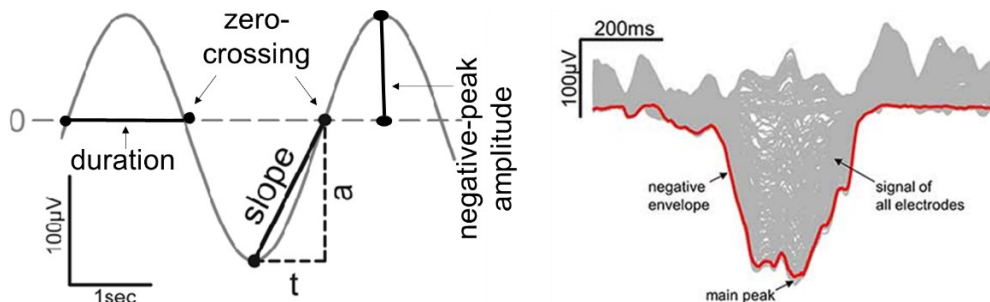 zero-
crossing
0
duration
slope
a
t
negative-peak
amplitude
100µV
1sec
200ms
100µV
negative
envelope
signal of
all electrodes
main peak